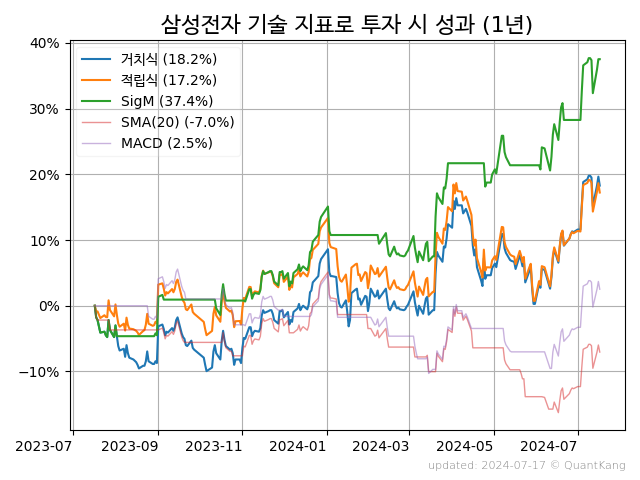 삼성전자 기술 지표로 투자 시 성과 (1년)
거치식 (18.2%)
적립식 (17.2%)
SigM (37.4%)
SMA(20) (-7.0%)
MACD (2.5%)
40%
30%
20%
10%
0%
−10%
2023-07 2023-09 2023-11 2024-01 2024-03 2024-05 2024-07
updated: 2024-07-17 © QuantKang